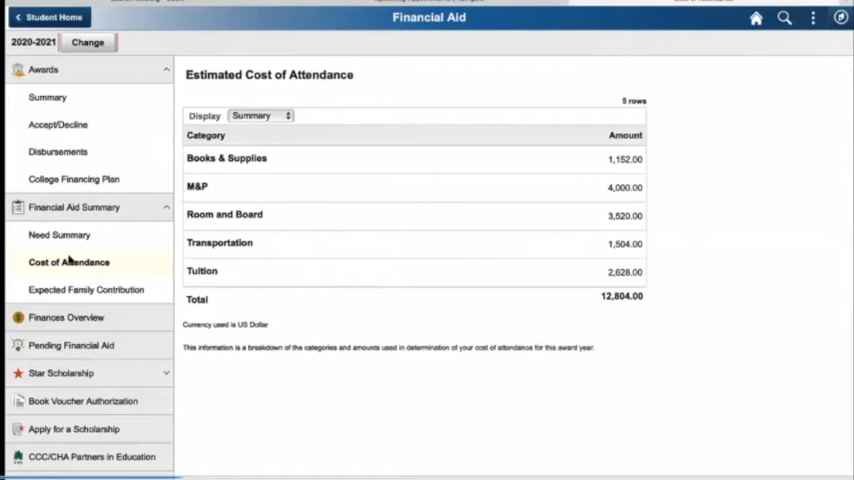 Student Home
Financial Aid
2020-2021 Change
Awards
Summary
Accept/Decline
Disbursements
College Financing Plan
Financial Aid Summary
Need Summary
Cost of Attendance
Expected Family Contribution
Finances Overview
Pending Financial Aid
Star Scholarship
Book Voucher Authorization
Apply for a Scholarship
CCC/CHA Partners in Education
Estimated Cost of Attendance
5 rows
Display Summary
Category Amount
Books & Supplies 1,152.00
M&P 4,000.00
Room and Board 3,520.00
Transportation 1,504.00
Tuition 2,628.00
Total 12,804.00
Currency used is US Dollar
This information is a breakdown of the categories and amounts used in determination of your cost of attendance for this award year.